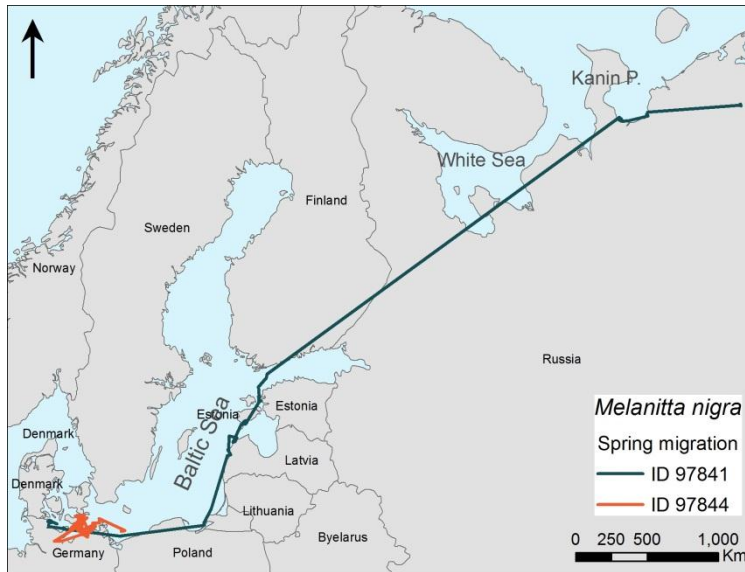 Kanin P.
White Sea
Finland
Sweden
Norway
Russia
Baltic Sea
Estonia
Estonia
Denmark
Latvia
Denmark
Lithuania
Germany
Poland
Byelarus
Melanitta nigra
Spring migration
ID 97841
ID 97844
0 250 500 1,000
Km